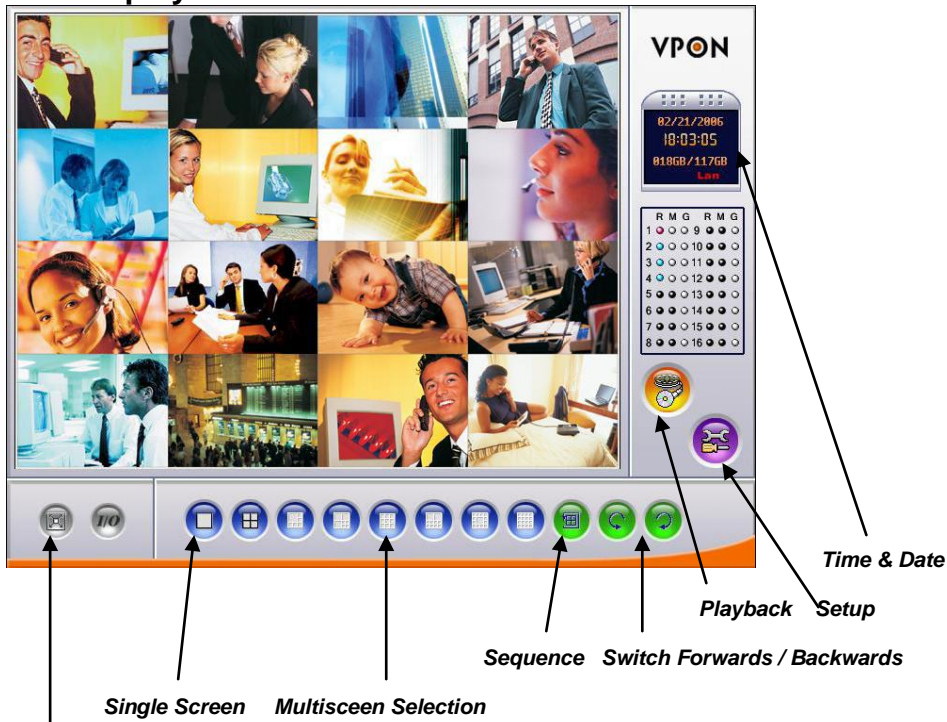 VPON
02/21/2006
18:03:05
018GB/117GB
Lan
R M G R M G
1 9
2 10
3 11
4 12
5 13
6 14
7 15
8 16
I/O
Time & Date
Playback Setup
Sequence Switch Forwards / Backwards
Single Screen Multisceen Selection